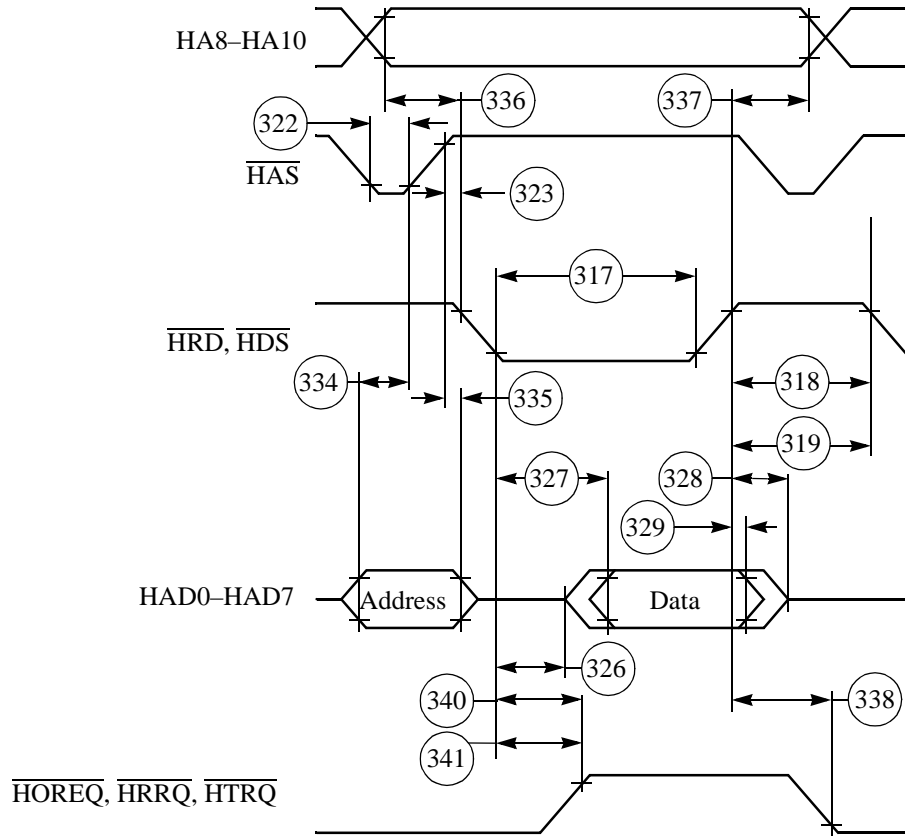 HA8–HA10
336
337
322
HAS
323
317
HRD, HDS
334
335
318
319
327
328
329
HAD0–HAD7
Address
Data
326
340
338
341
HOREQ, HRRQ, HTRQ